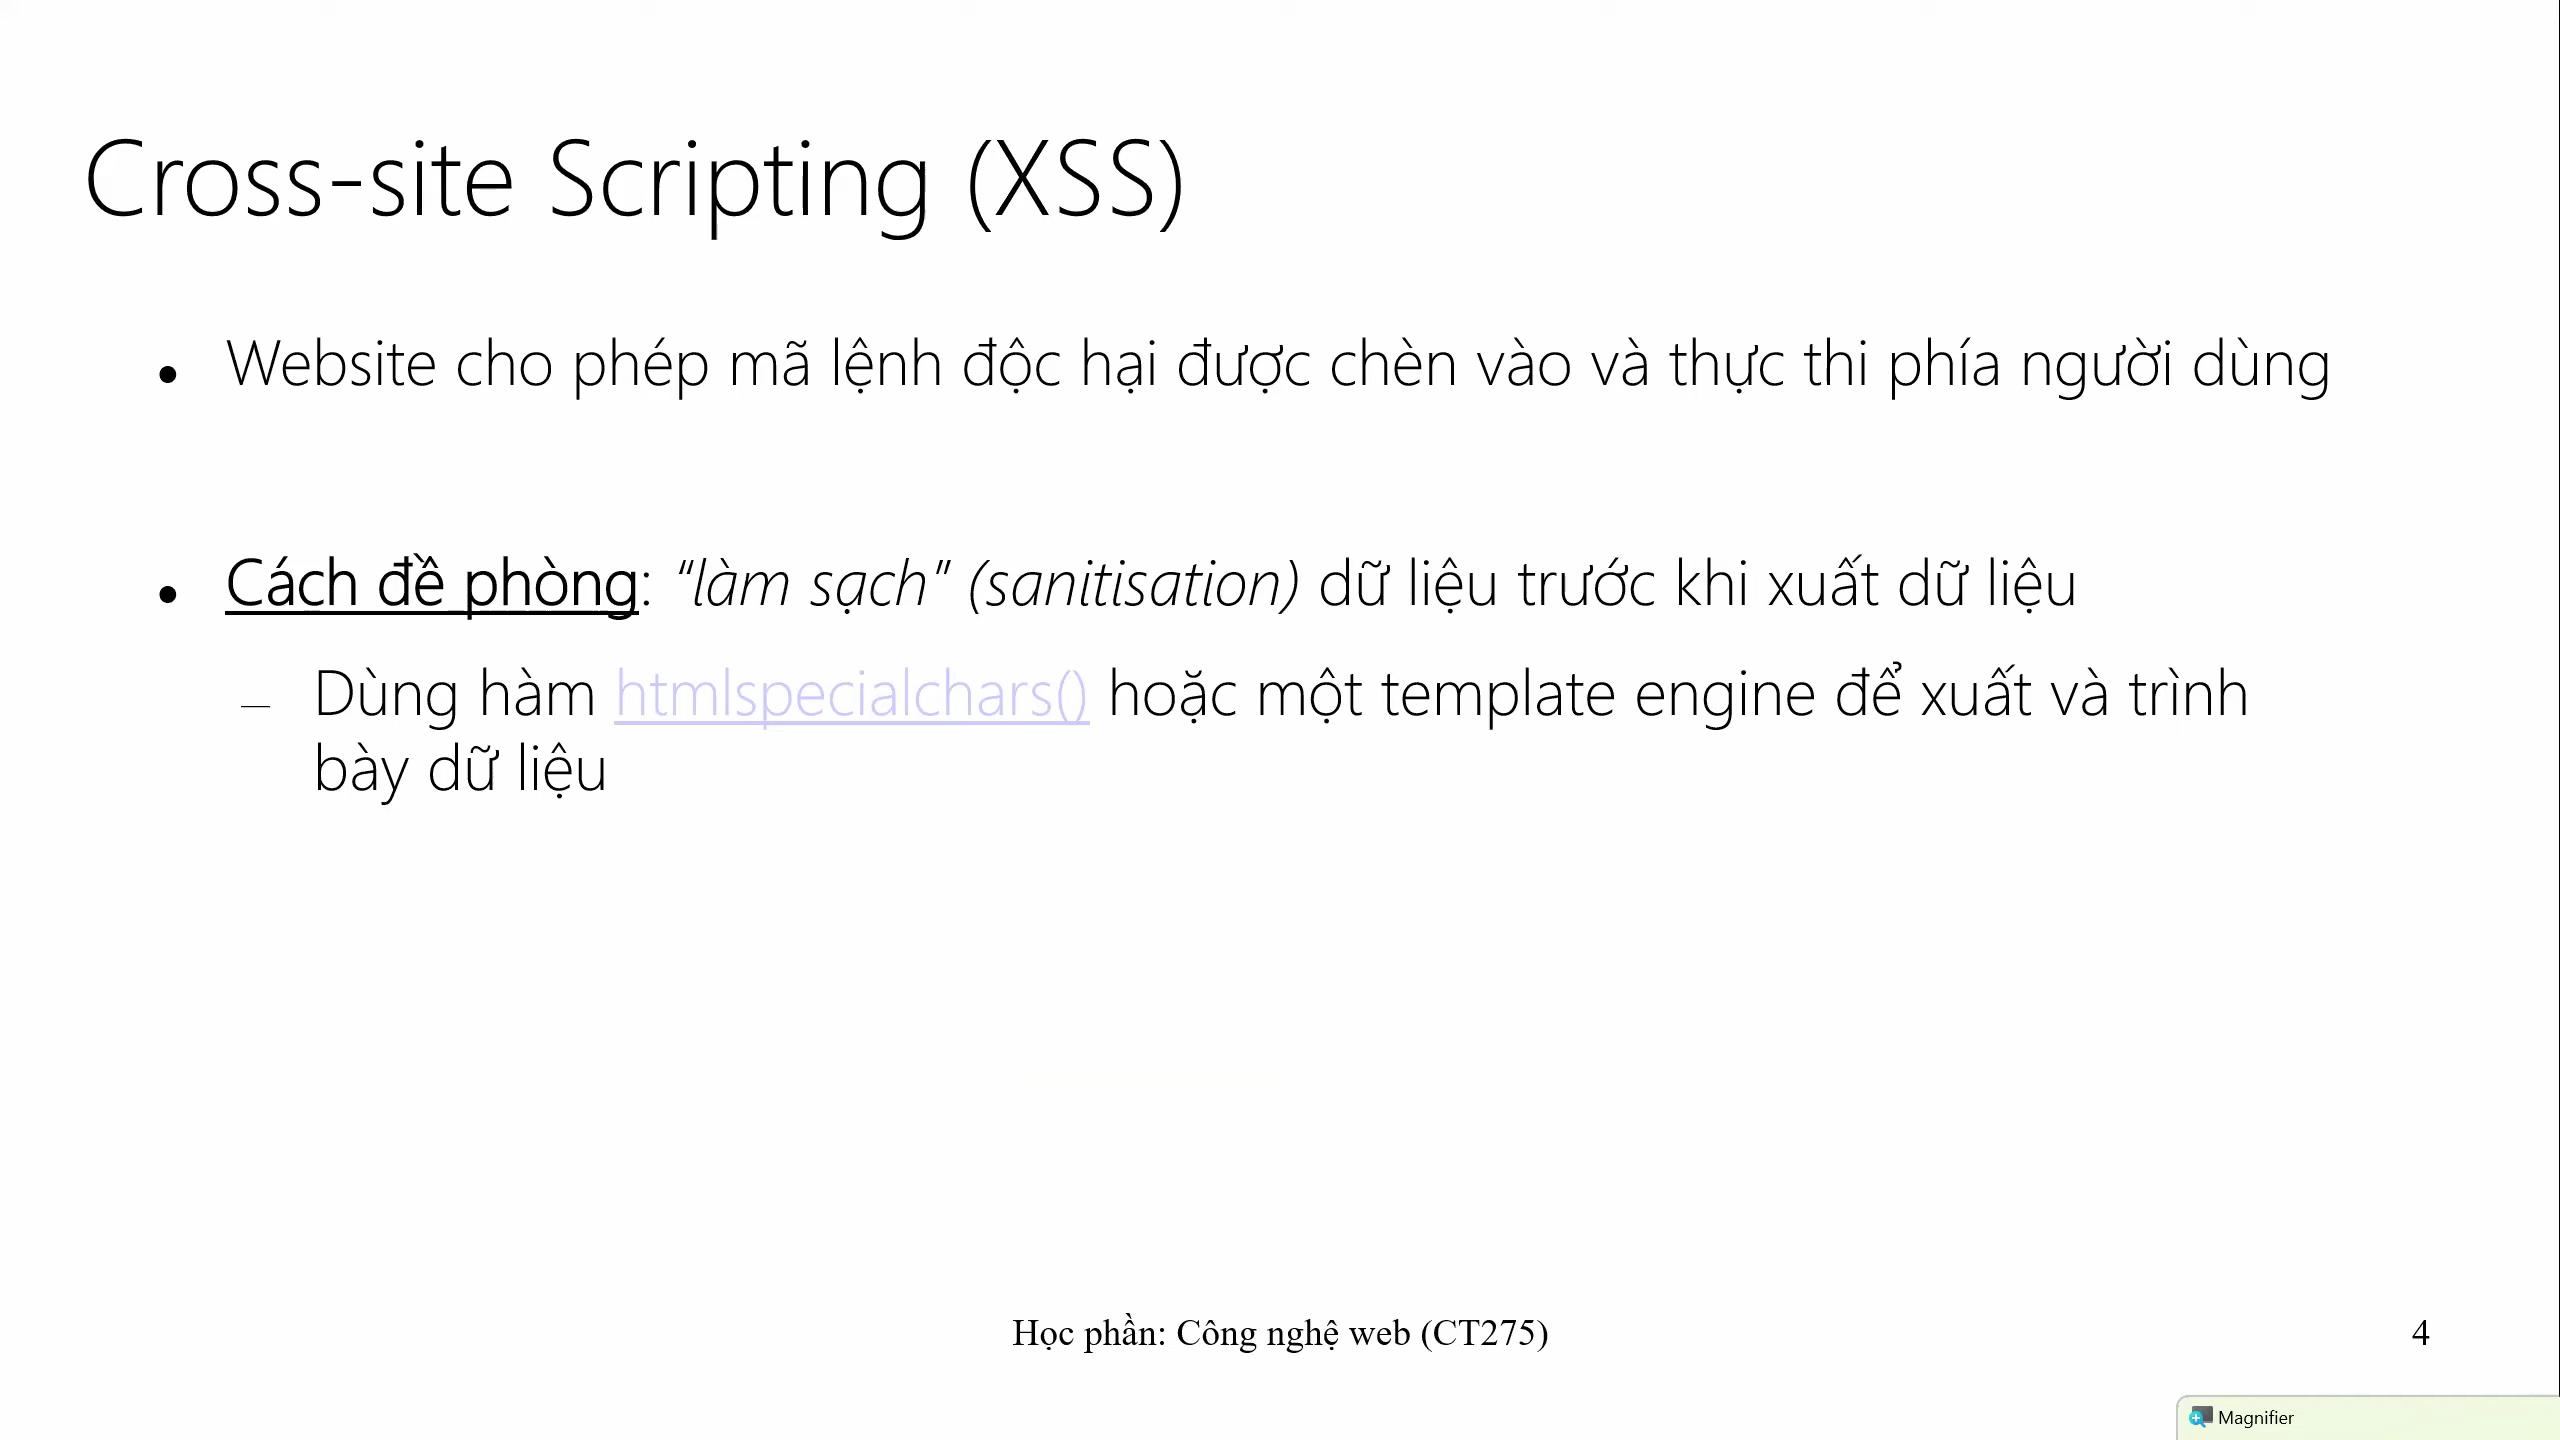 Cross-site Scripting (XSS)
● Website cho phép mã lệnh độc hại được chèn vào và thực thi phía người dùng
● Cách đề phòng: “làm sạch” (sanitisation) dữ liệu trước khi xuất dữ liệu
– Dùng hàm htmlspecialchars() hoặc một template engine để xuất và trình
bày dữ liệu
Học phần: Công nghệ web (CT275)
4
Magnifier